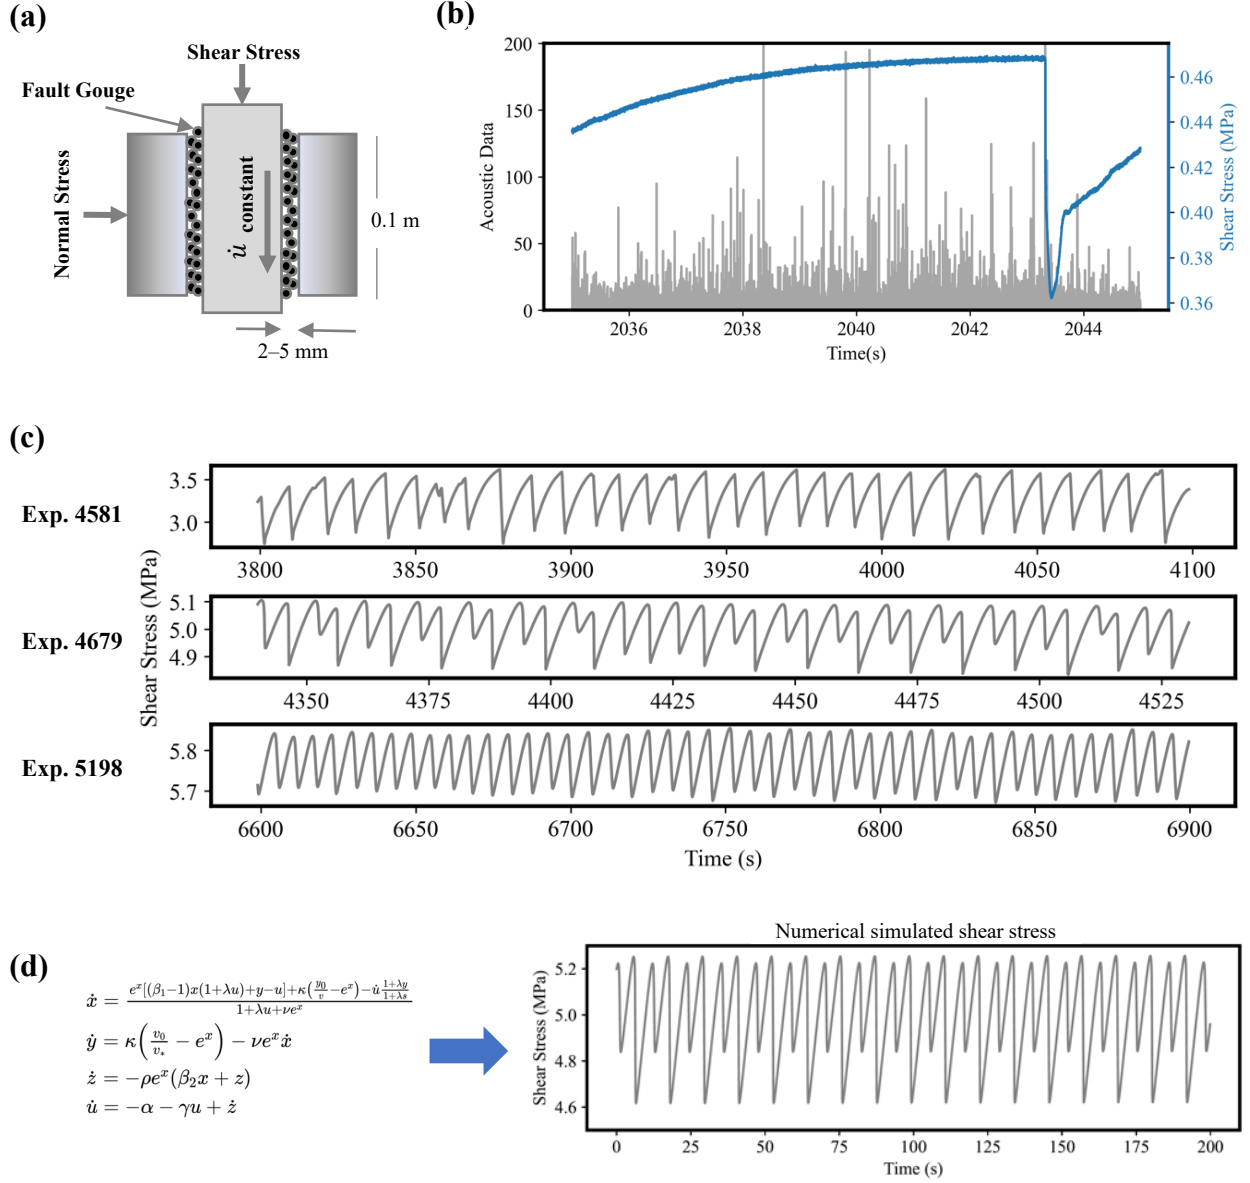 (a)
Shear Stress
Fault Gouge
Normal Stress
u̇ constant
0.1 m
2–5 mm
(b)
200
150
100
50
0
Acoustic Data
2036 2038 2040 2042 2044
Time(s)
0.46
0.44
0.42
0.40
0.38
0.36
Shear Stress (MPa)
(c)
Exp. 4581
3.5
3.0
3800 3850 3900 3950 4000 4050 4100
Shear Stress (MPa)
Exp. 4679
5.1
5.0
4.9
4350 4375 4400 4425 4450 4475 4500 4525
Exp. 5198
5.8
5.7
6600 6650 6700 6750 6800 6850 6900
Time (s)
(d)
ẋ = e^x[(β₁−1)x(1+λu)+y−u]+κ(y₀/v − e^x)−u̇ (1+λy)/(1+λs) / 1+λu+νe^x
ẏ = κ(v₀/v∗ − e^x) − νe^xẋ
ż = −ρe^x(β₂x + z)
u̇ = −α − γu + ż
Numerical simulated shear stress
5.2
5.0
4.8
4.6
Shear Stress (MPa)
0 25 50 75 100 125 150 175 200
Time (s)